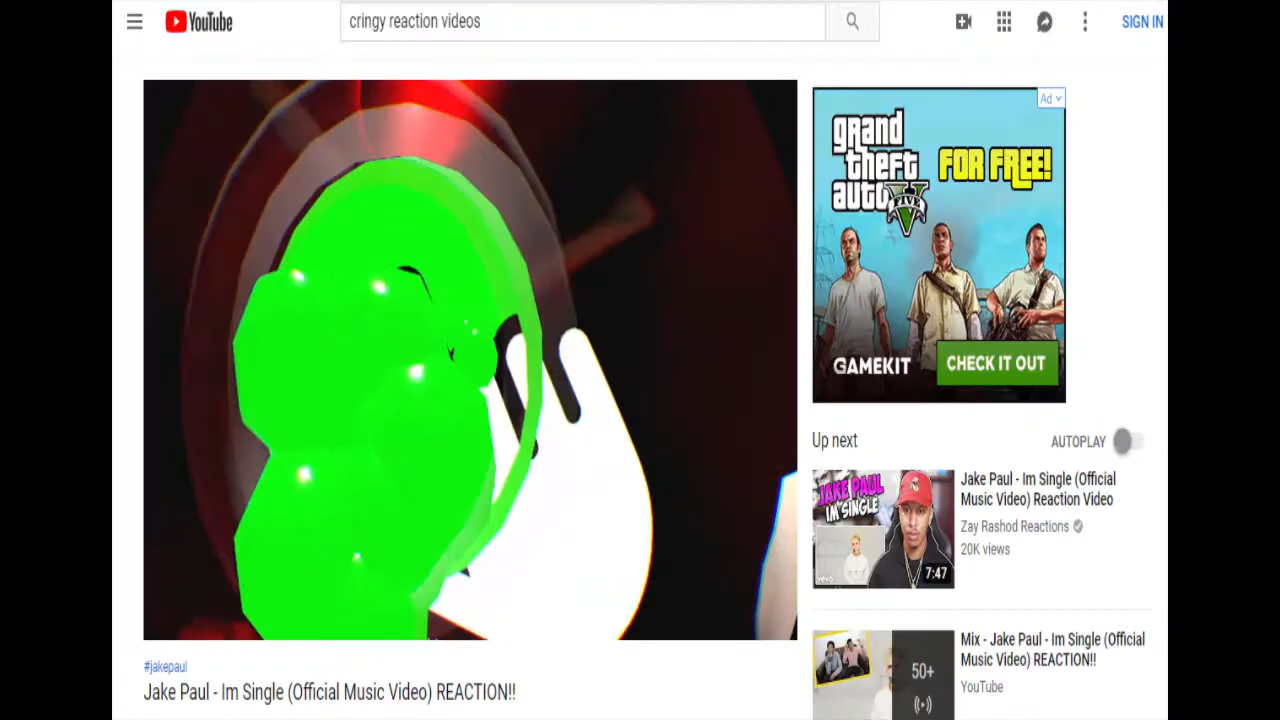 YouTube
cringy reaction videos
SIGN IN
Ad
grand
theft
auto
FIVE
FOR FREE!
GAMEKIT
CHECK IT OUT
Up next
AUTOPLAY
JAKE PAUL
IM SINGLE
vevo
7:47
Jake Paul - Im Single (Official
Music Video) Reaction Video
Zay Rashod Reactions
20K views
50+
Mix - Jake Paul - Im Single (Official
Music Video) REACTION!!
YouTube
#jakepaul
Jake Paul - Im Single (Official Music Video) REACTION!!